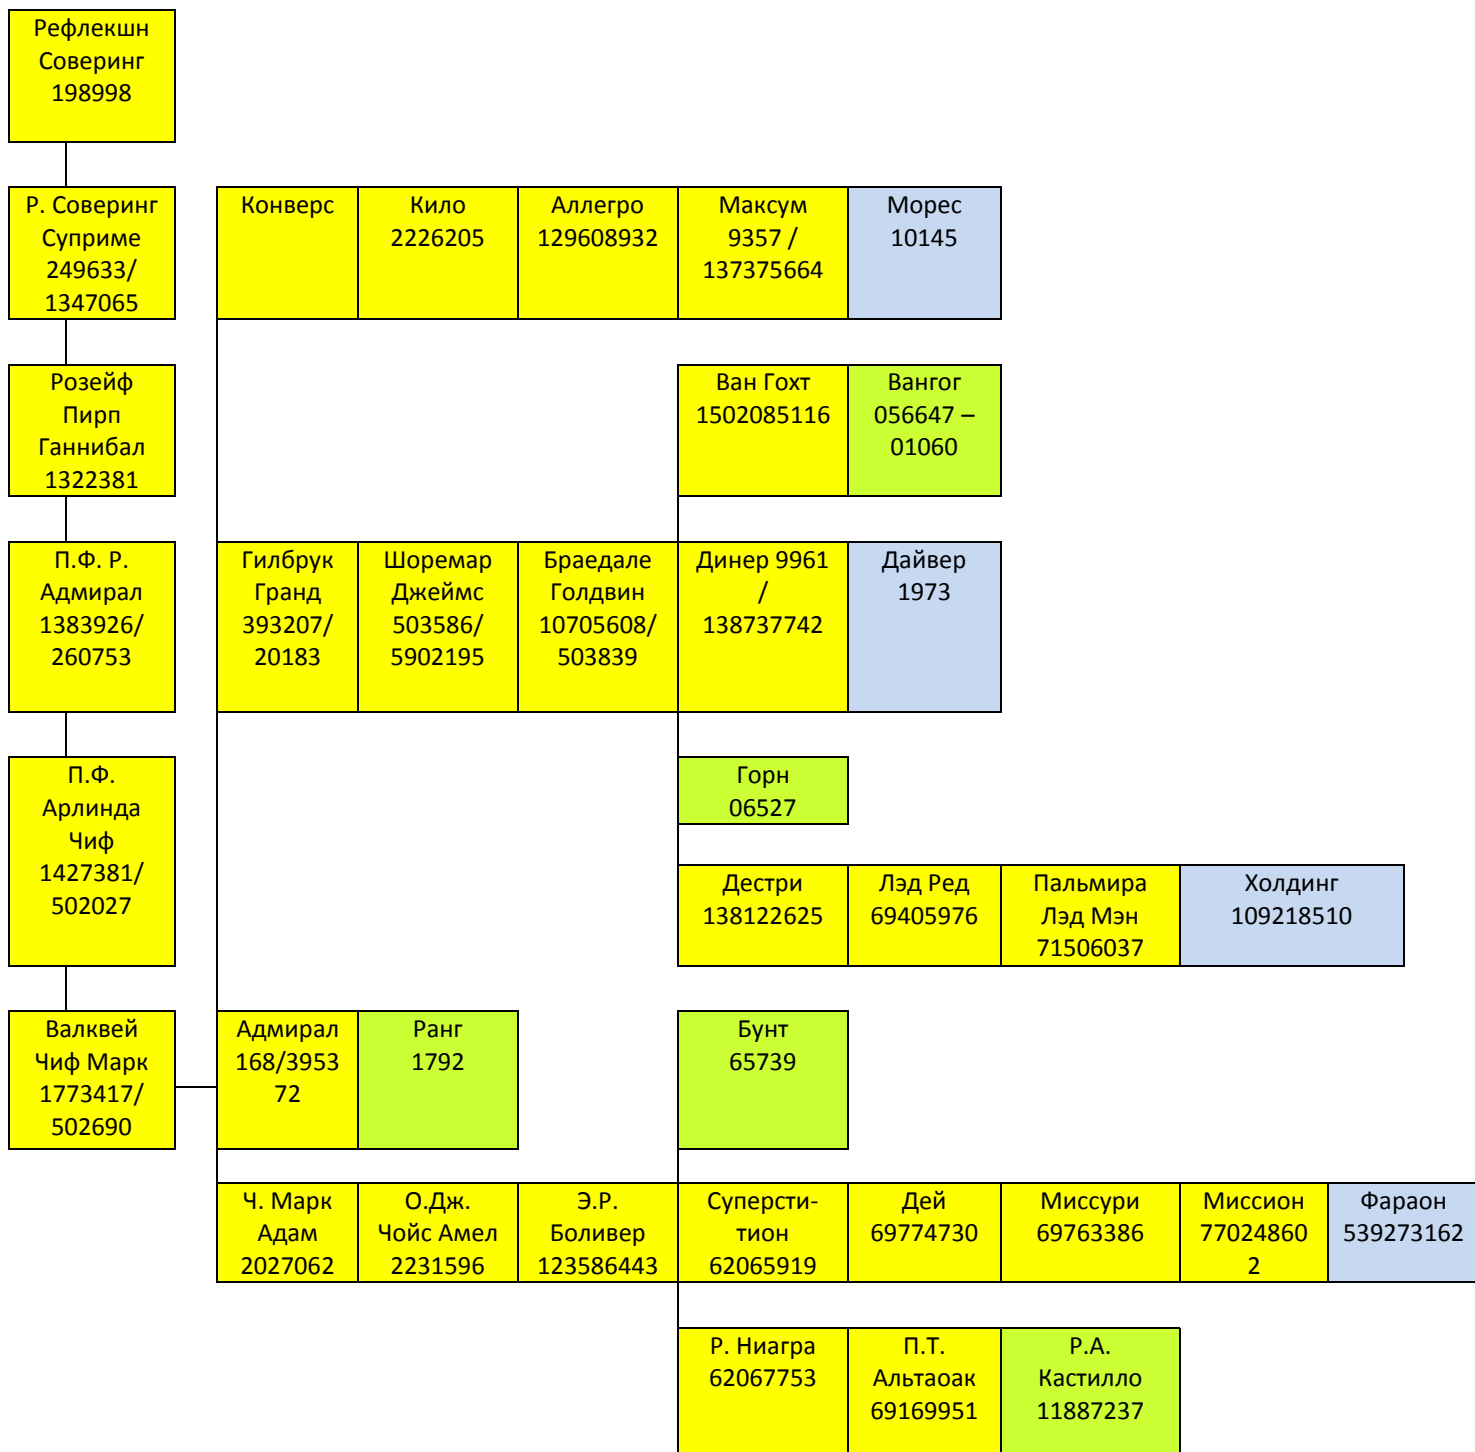 Рефлекшн
Соверинг
198998
Р. Соверинг
Суприме
249633/
1347065
Конверс
Кило
2226205
Аллегро
129608932
Максум
9357 /
137375664
Морес
10145
Розейф
Пирп
Ганнибал
1322381
Ван Гохт
1502085116
Вангог
056647 –
01060
П.Ф. Р.
Адмирал
1383926/
260753
Гилбрук
Гранд
393207/
20183
Шоремар
Джеймс
503586/
5902195
Браедале
Голдвин
10705608/
503839
Динер 9961
/
138737742
Дайвер
1973
П.Ф.
Арлинда
Чиф
1427381/
502027
Горн
06527
Дестри
138122625
Лэд Ред
69405976
Пальмира
Лэд Мэн
71506037
Холдинг
109218510
Валквей
Чиф Марк
1773417/
502690
Адмирал
168/3953
72
Ранг
1792
Бунт
65739
Ч. Марк
Адам
2027062
О.Дж.
Чойс Амел
2231596
Э.Р.
Боливер
123586443
Суперсти-
тион
62065919
Дей
69774730
Миссури
69763386
Миссион
77024860
2
Фараон
539273162
Р. Ниагра
62067753
П.Т.
Альтаоак
69169951
Р.А.
Кастилло
11887237